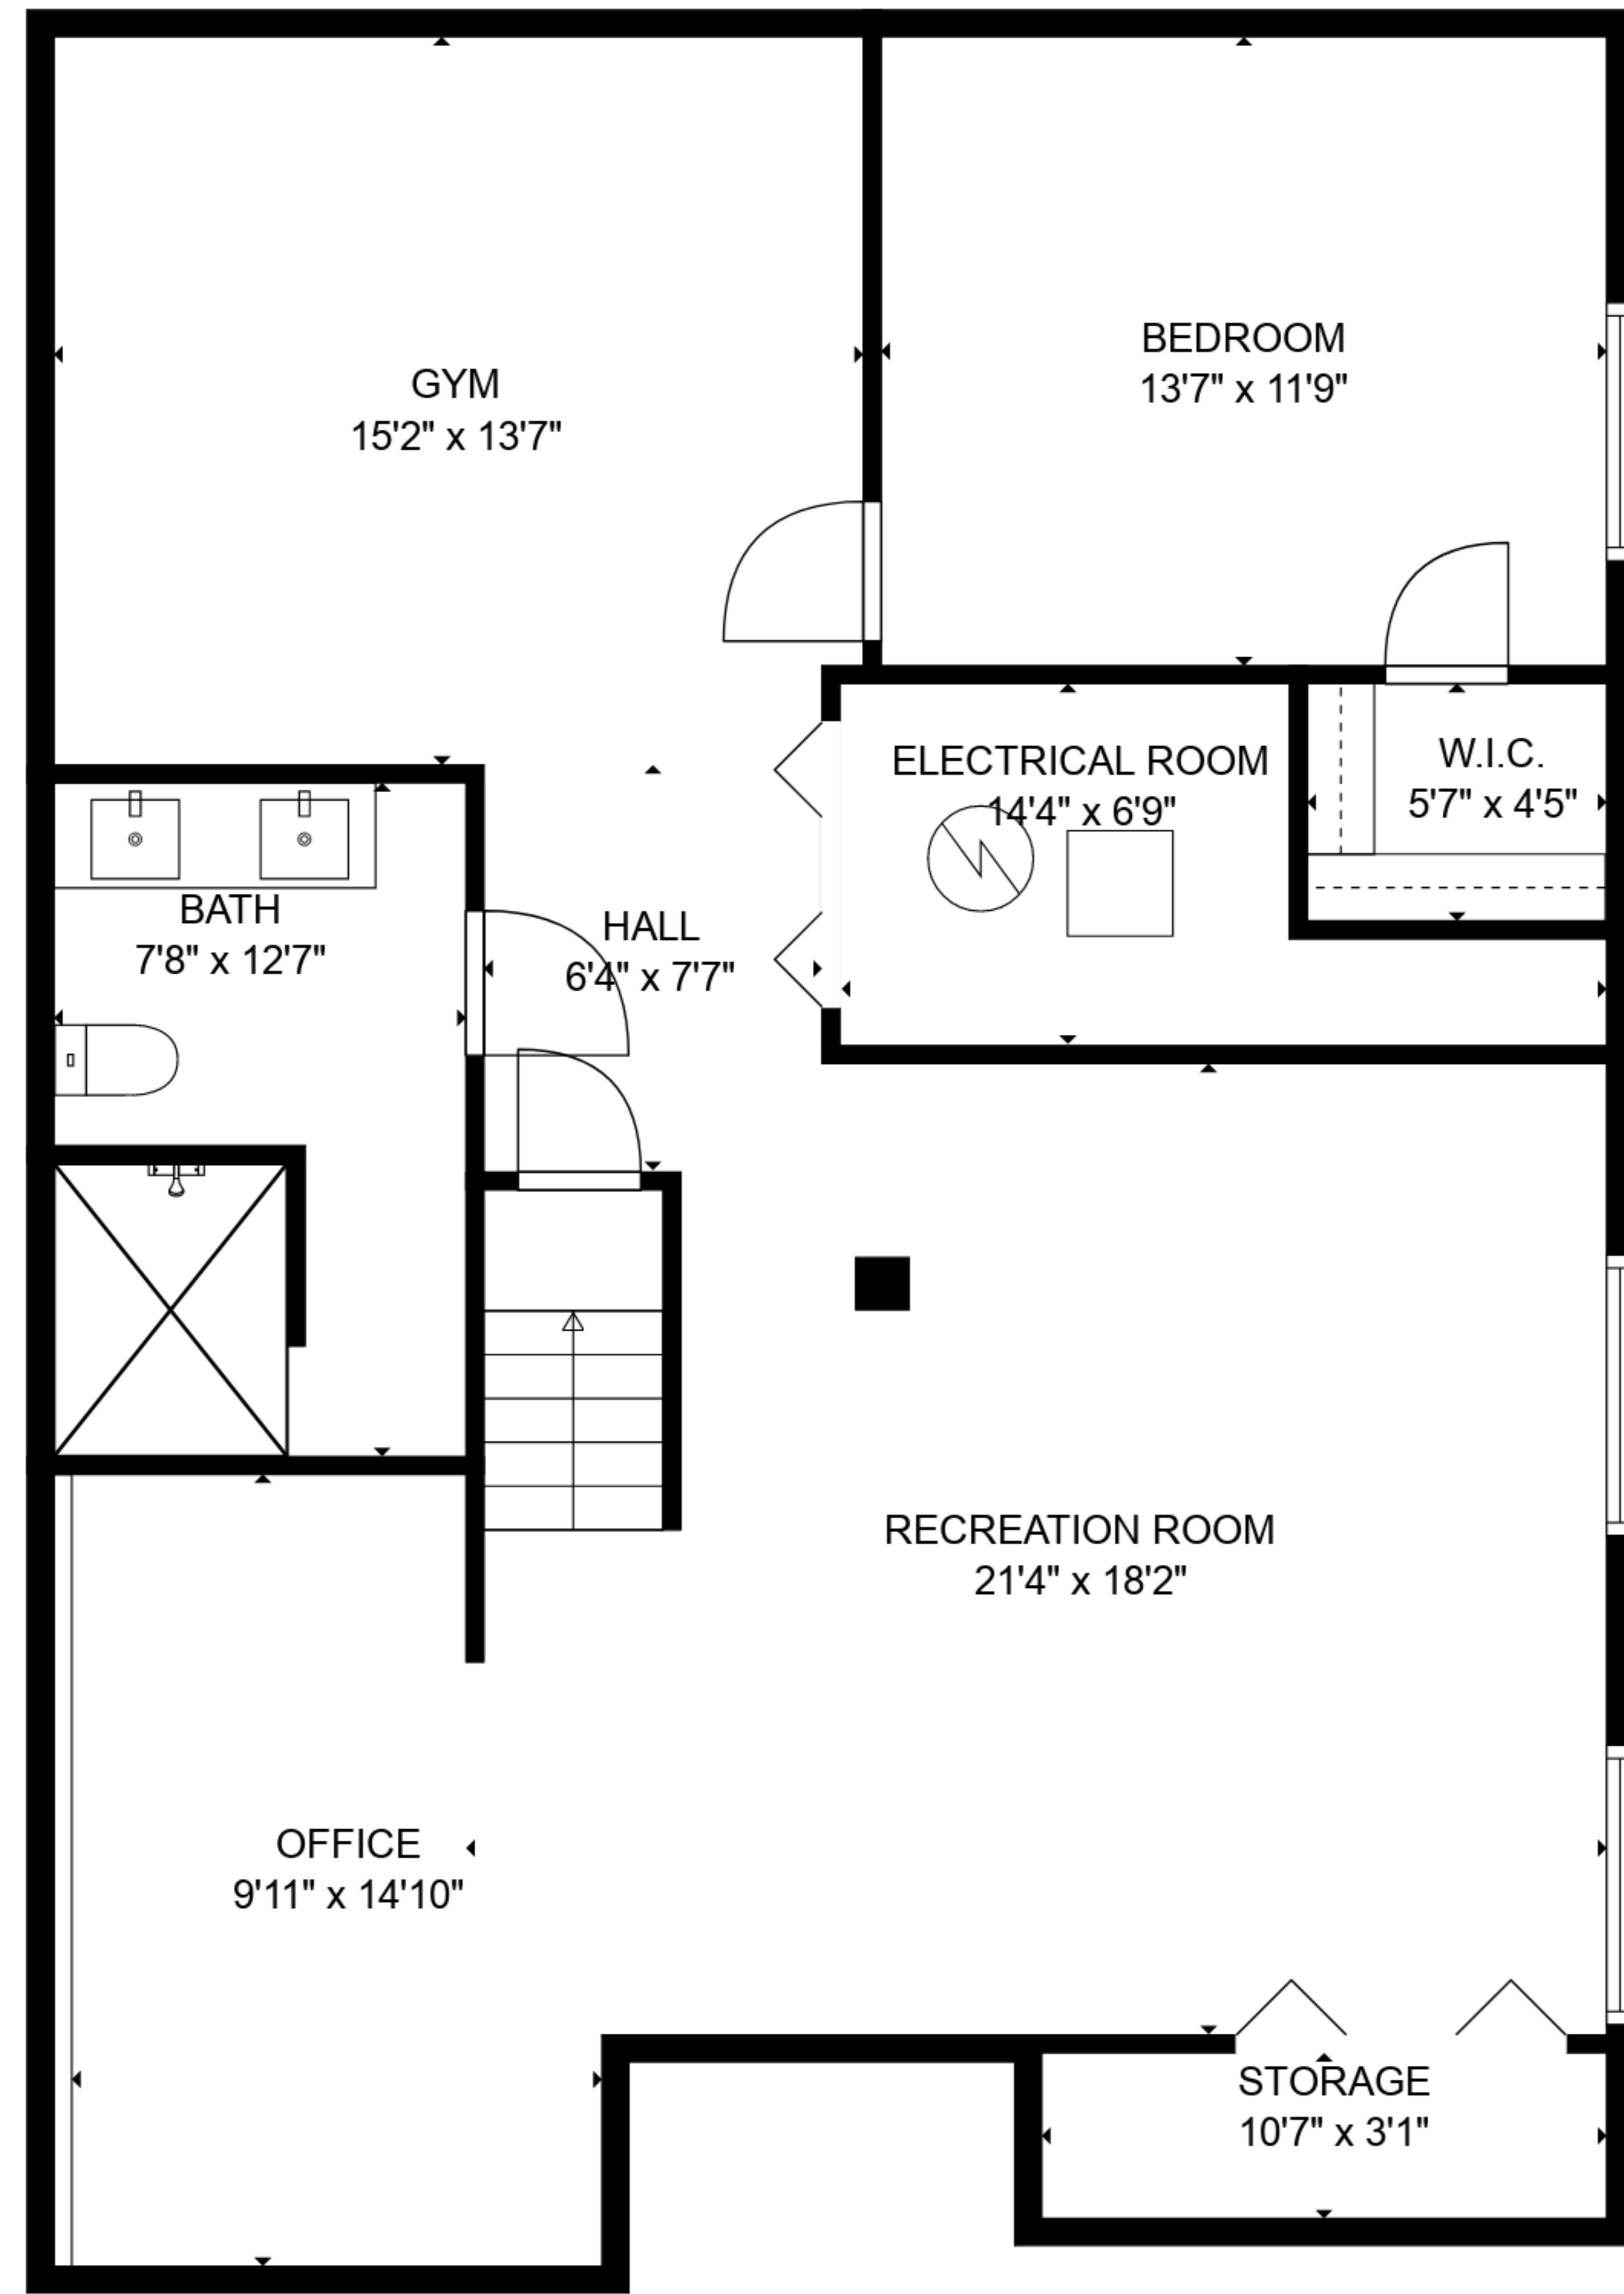 BEDROOM
13'7" x 11'9"
GYM
15'2" x 13'7"
ELECTRICAL ROOM
14'4" x 6'9"
W.I.C.
5'7" x 4'5"
BATH
7'8" x 12'7"
HALL
6'4" x 7'7"
RECREATION ROOM
21'4" x 18'2"
OFFICE
9'11" x 14'10"
STORAGE
10'7" x 3'1"